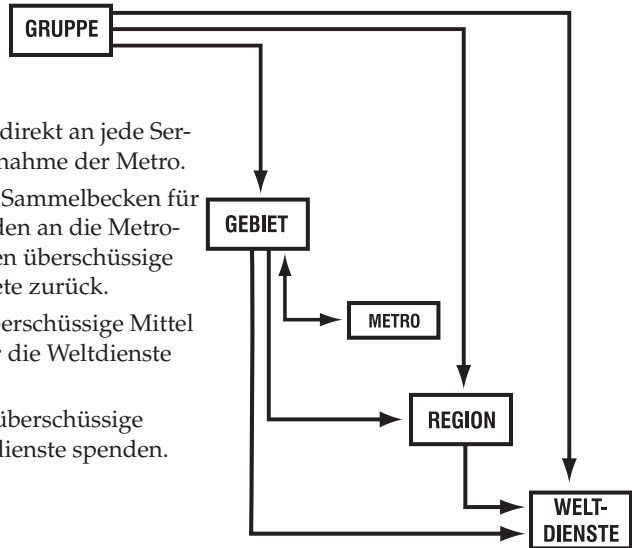 GRUPPE
direkt an jede Ser-
nahme der Metro.
Sammelbecken für
den an die Metro-
en überschüssige
ete zurück.
erschüssige Mittel
r die Weltdienste
überschüssige
dienste spenden.
GEBIET
METRO
REGION
WELT-
DIENSTE